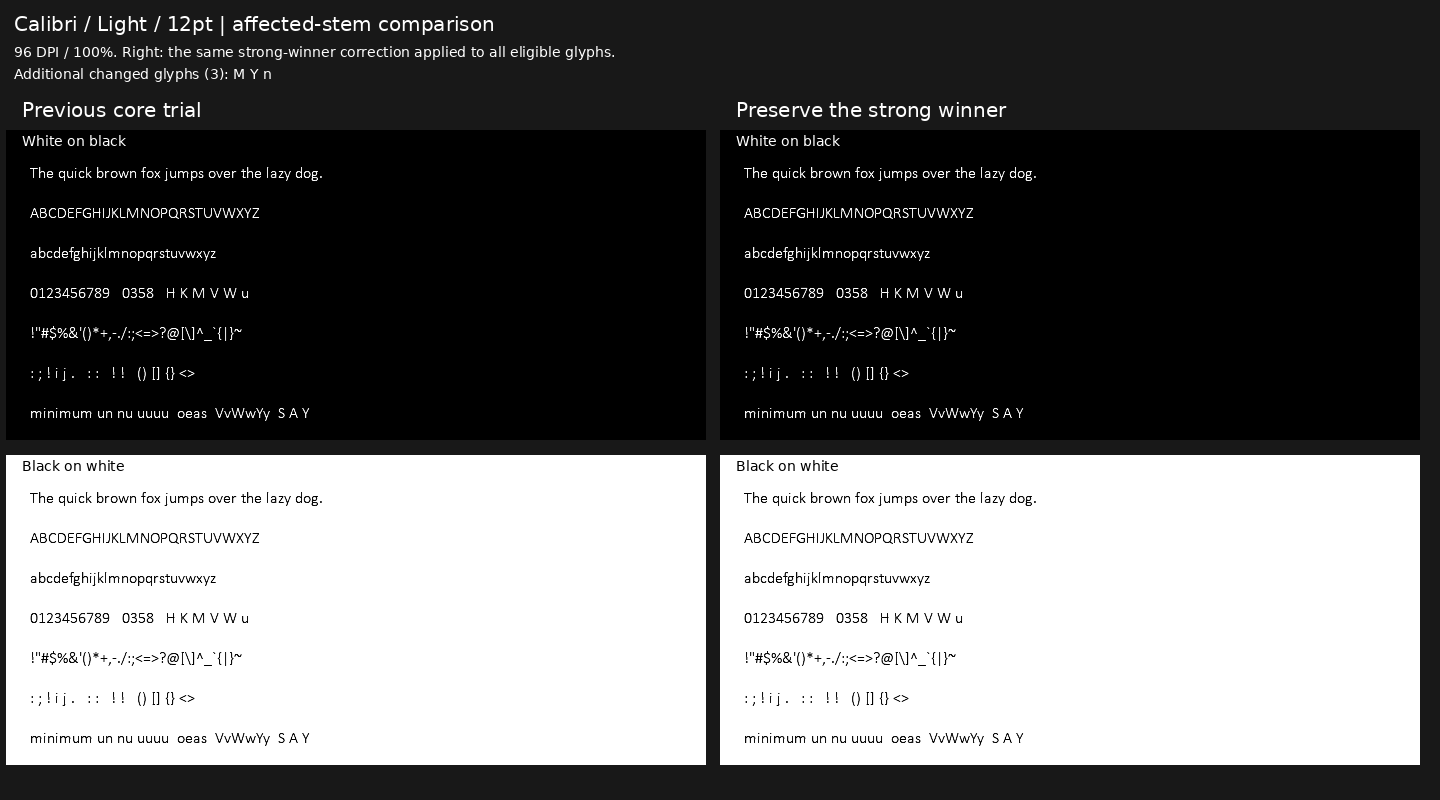 Calibri / Light / 12pt | affected-stem comparison
96 DPI / 100%. Right: the same strong-winner correction applied to all eligible glyphs.
Additional changed glyphs (3): M Y n
Previous core trial
White on black
The quick brown fox jumps over the lazy dog.
ABCDEFGHIJKLMNOPQRSTUVWXYZ
abcdefghijklmnopqrstuvwxyz
0123456789   0358   H K M V W u
!"#$%&'()*+,-./:;<=>?@[\]^_`{|}~
: ; ! i j .   : :   ! !   () [] {} <>
minimum un nu uuuu  oeas  VvWwYy  S A Y
Black on white
The quick brown fox jumps over the lazy dog.
ABCDEFGHIJKLMNOPQRSTUVWXYZ
abcdefghijklmnopqrstuvwxyz
0123456789   0358   H K M V W u
!"#$%&'()*+,-./:;<=>?@[\]^_`{|}~
: ; ! i j .   : :   ! !   () [] {} <>
minimum un nu uuuu  oeas  VvWwYy  S A Y
Preserve the strong winner
White on black
The quick brown fox jumps over the lazy dog.
ABCDEFGHIJKLMNOPQRSTUVWXYZ
abcdefghijklmnopqrstuvwxyz
0123456789   0358   H K M V W u
!"#$%&'()*+,-./:;<=>?@[\]^_`{|}~
: ; ! i j .   : :   ! !   () [] {} <>
minimum un nu uuuu  oeas  VvWwYy  S A Y
Black on white
The quick brown fox jumps over the lazy dog.
ABCDEFGHIJKLMNOPQRSTUVWXYZ
abcdefghijklmnopqrstuvwxyz
0123456789   0358   H K M V W u
!"#$%&'()*+,-./:;<=>?@[\]^_`{|}~
: ; ! i j .   : :   ! !   () [] {} <>
minimum un nu uuuu  oeas  VvWwYy  S A Y